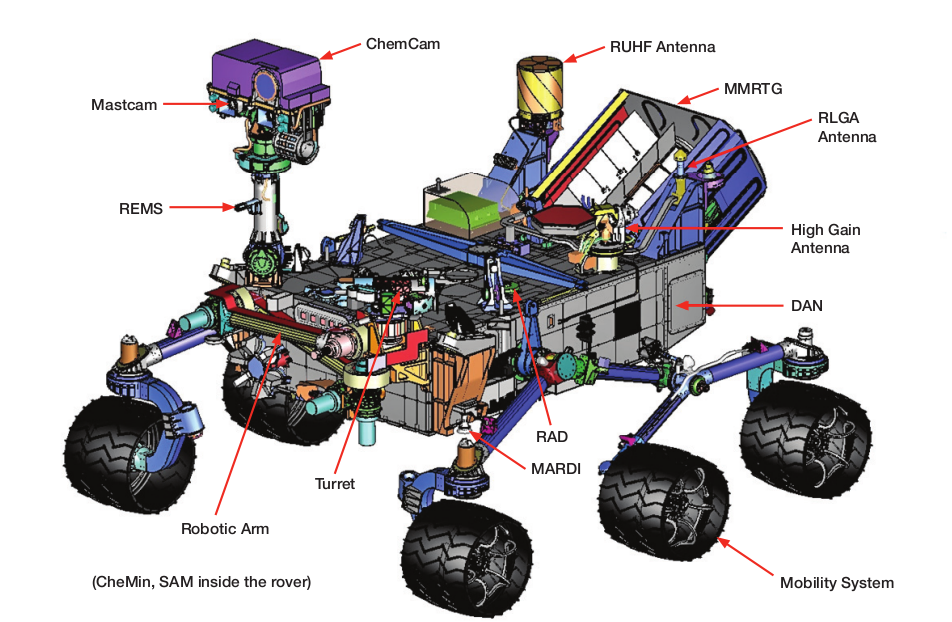 ChemCam
RUHF Antenna
Mastcam
MMRTG
RLGA
Antenna
REMS
High Gain
Antenna
DAN
RAD
MARDI
Turret
Robotic Arm
(CheMin, SAM inside the rover)
Mobility System